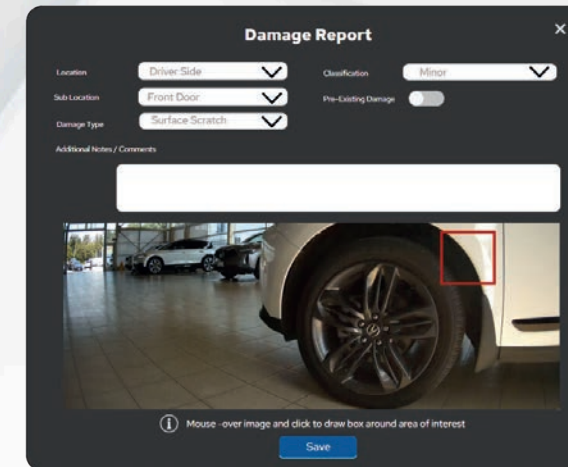 Damage Report
Location Driver Side Classification Minor
Sub Location Front Door Pre-Existing Damage
Damage Type Surface Scratch
Additional Notes / Comments
Mouse -over image and click to draw box around area of interest
Save